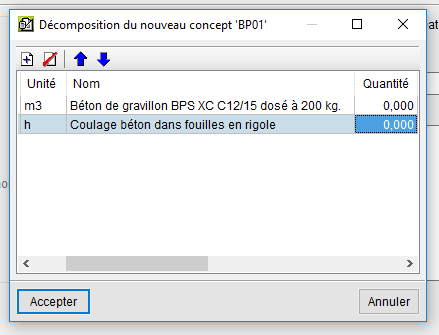 Décomposition du nouveau concept 'BP01'
Unité Nom Quantité
m3 Béton de gravillon BPS XC C12/15 dosé à 200 kg. 0,000
h Coulage béton dans fouilles en rigole 0,000
Accepter Annuler